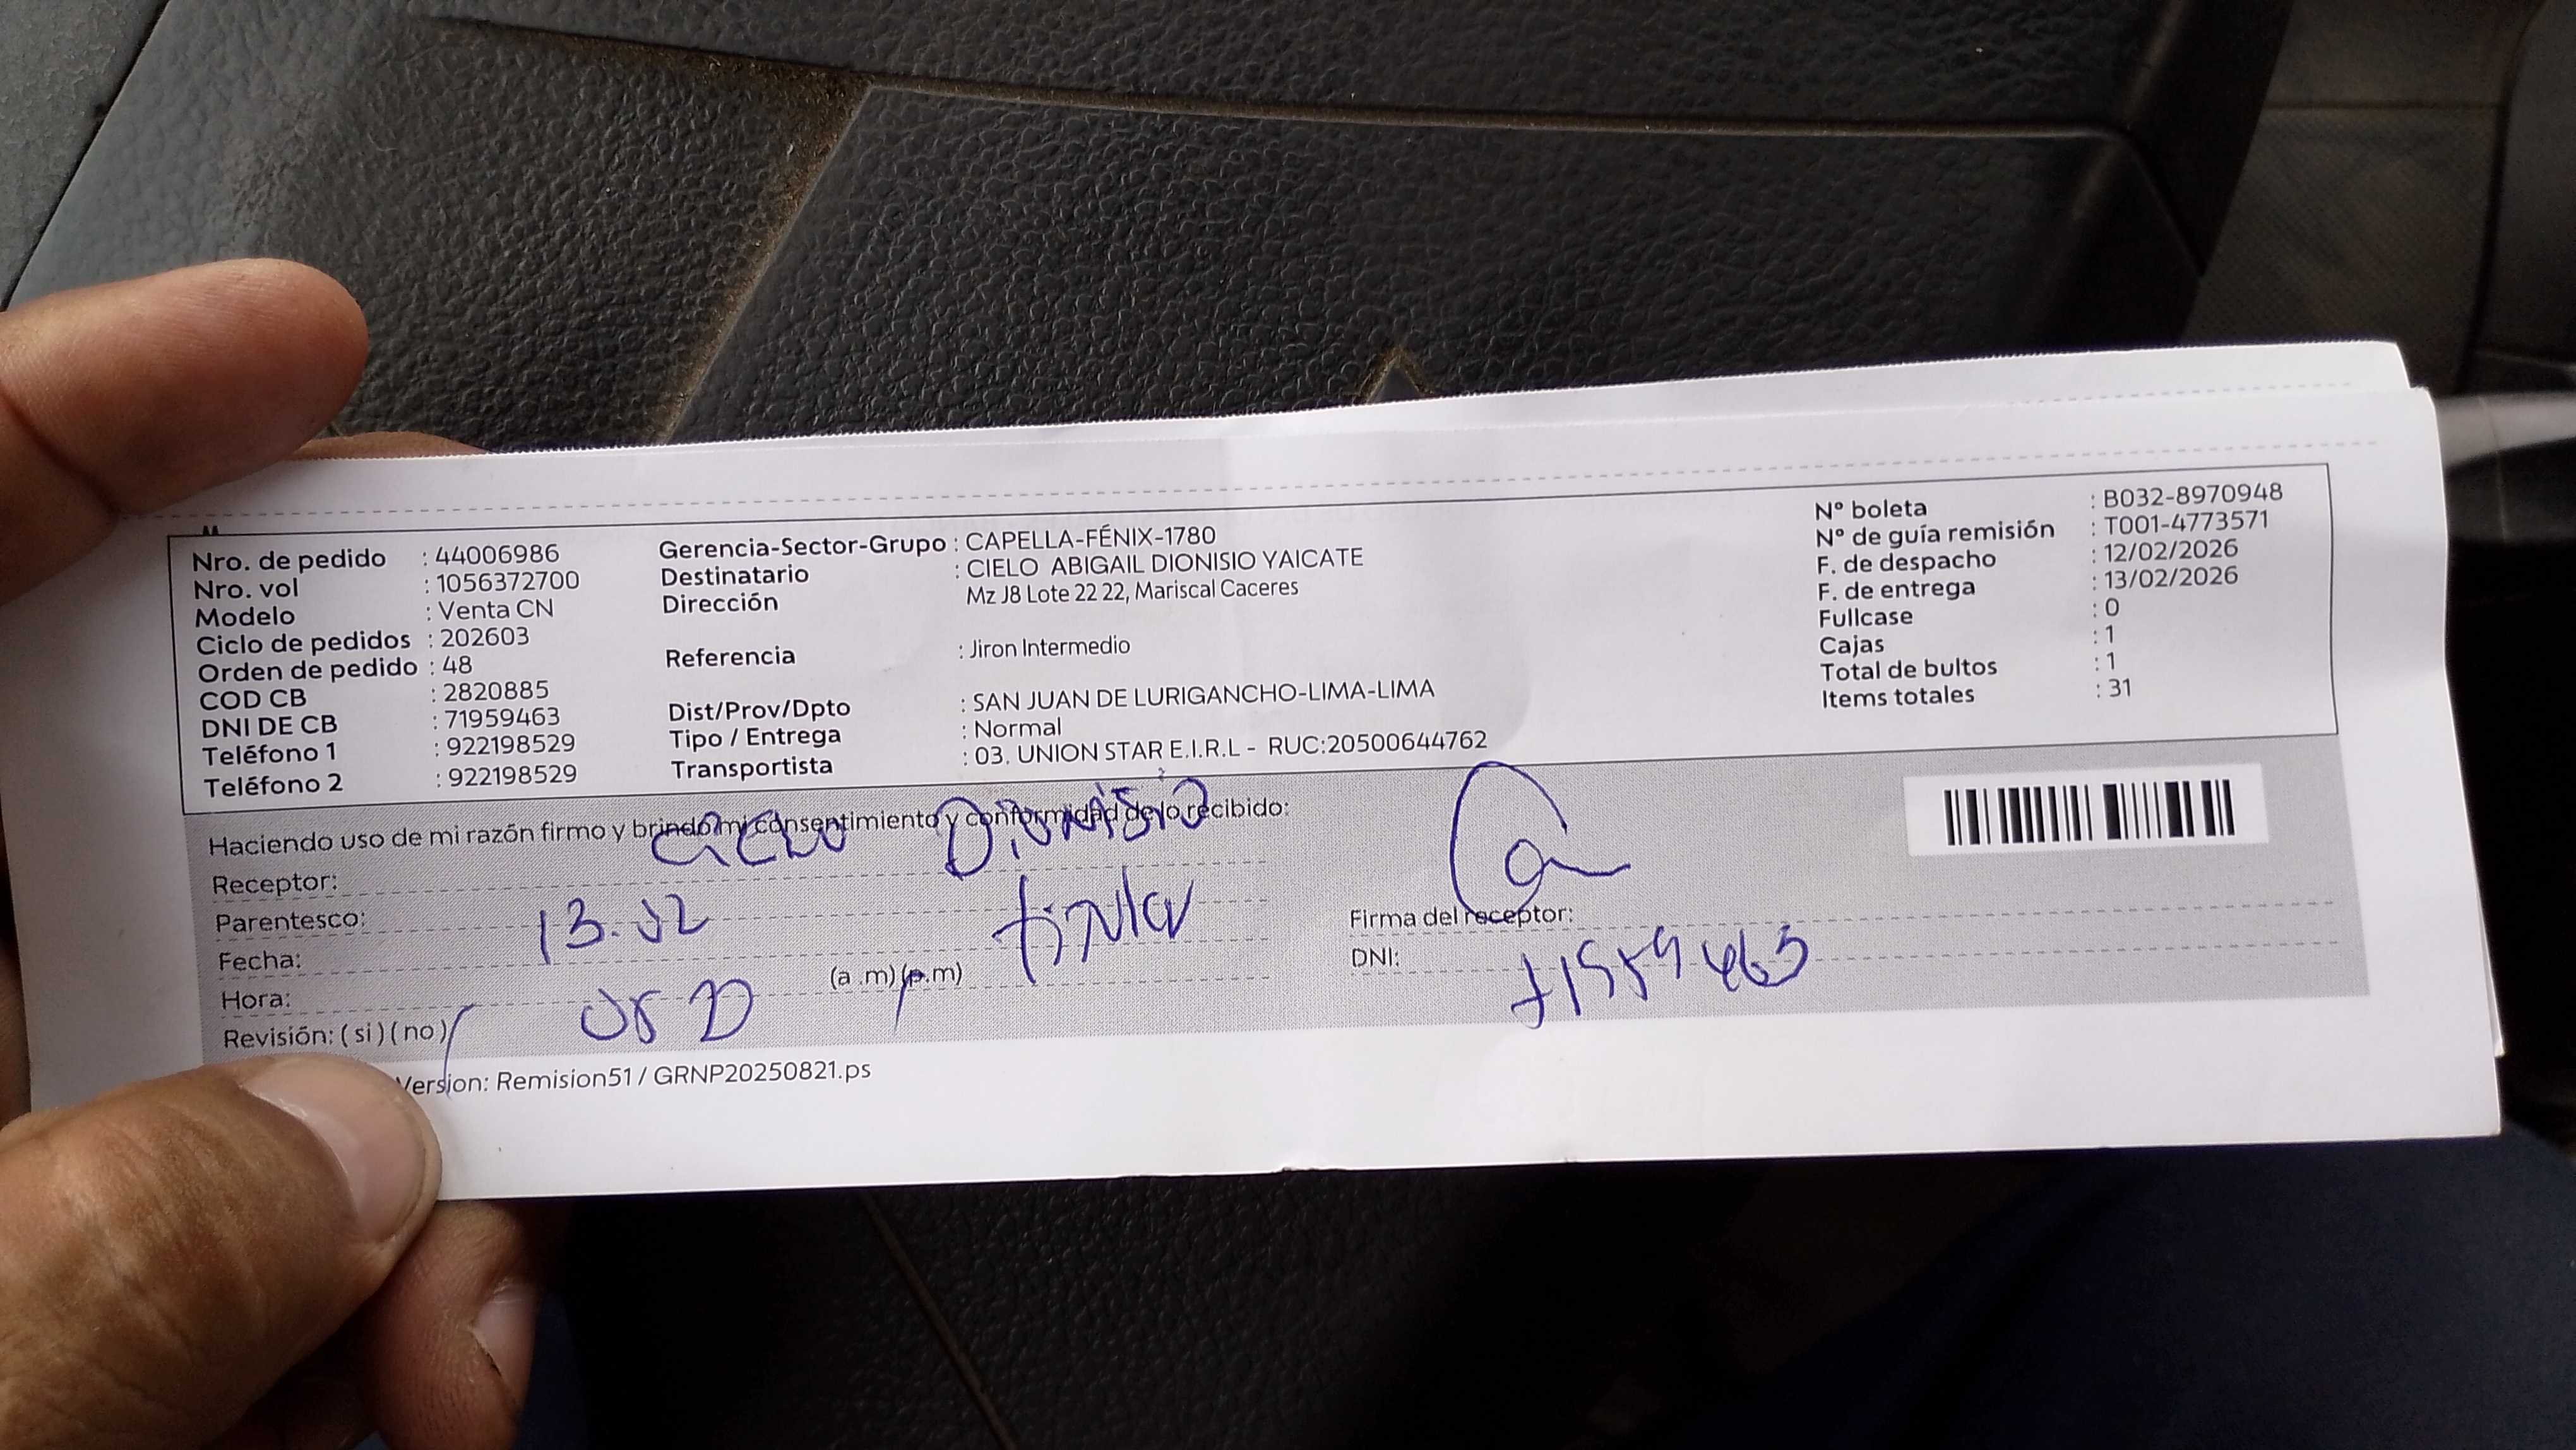 Nro. de pedido : 44006986
Nro. vol : 1056372700
Modelo : Venta CN
Ciclo de pedidos : 202603
Orden de pedido : 48
COD CB : 2820885
DNI DE CB : 71959463
Teléfono 1 : 922198529
Teléfono 2 : 922198529
Gerencia-Sector-Grupo : CAPELLA-FÉNIX-1780
Destinatario : CIELO ABIGAIL DIONISIO YAICATE
Dirección Mz J8 Lote 22 22, Mariscal Caceres
Referencia : Jiron Intermedio
Dist/Prov/Dpto : SAN JUAN DE LURIGANCHO-LIMA-LIMA
Tipo / Entrega : Normal
Transportista : 03. UNION STAR E.I.R.L - RUC:20500644762
N° boleta : B032-8970948
N° de guía remisión : T001-4773571
F. de despacho : 12/02/2026
F. de entrega : 13/02/2026
Fullcase : 0
Cajas : 1
Total de bultos : 1
Items totales : 31
Haciendo uso de mi razón firmo y brindo mi consentimiento y conformidad de lo recibido:
Receptor: CIELO DIONISIO
Parentesco:
Fecha: 13.02
Hora: (a .m) (p.m)
Revisión: ( si ) ( no )
Firma del receptor:
DNI: 71959463
Version: Remision51 / GRNP20250821.ps